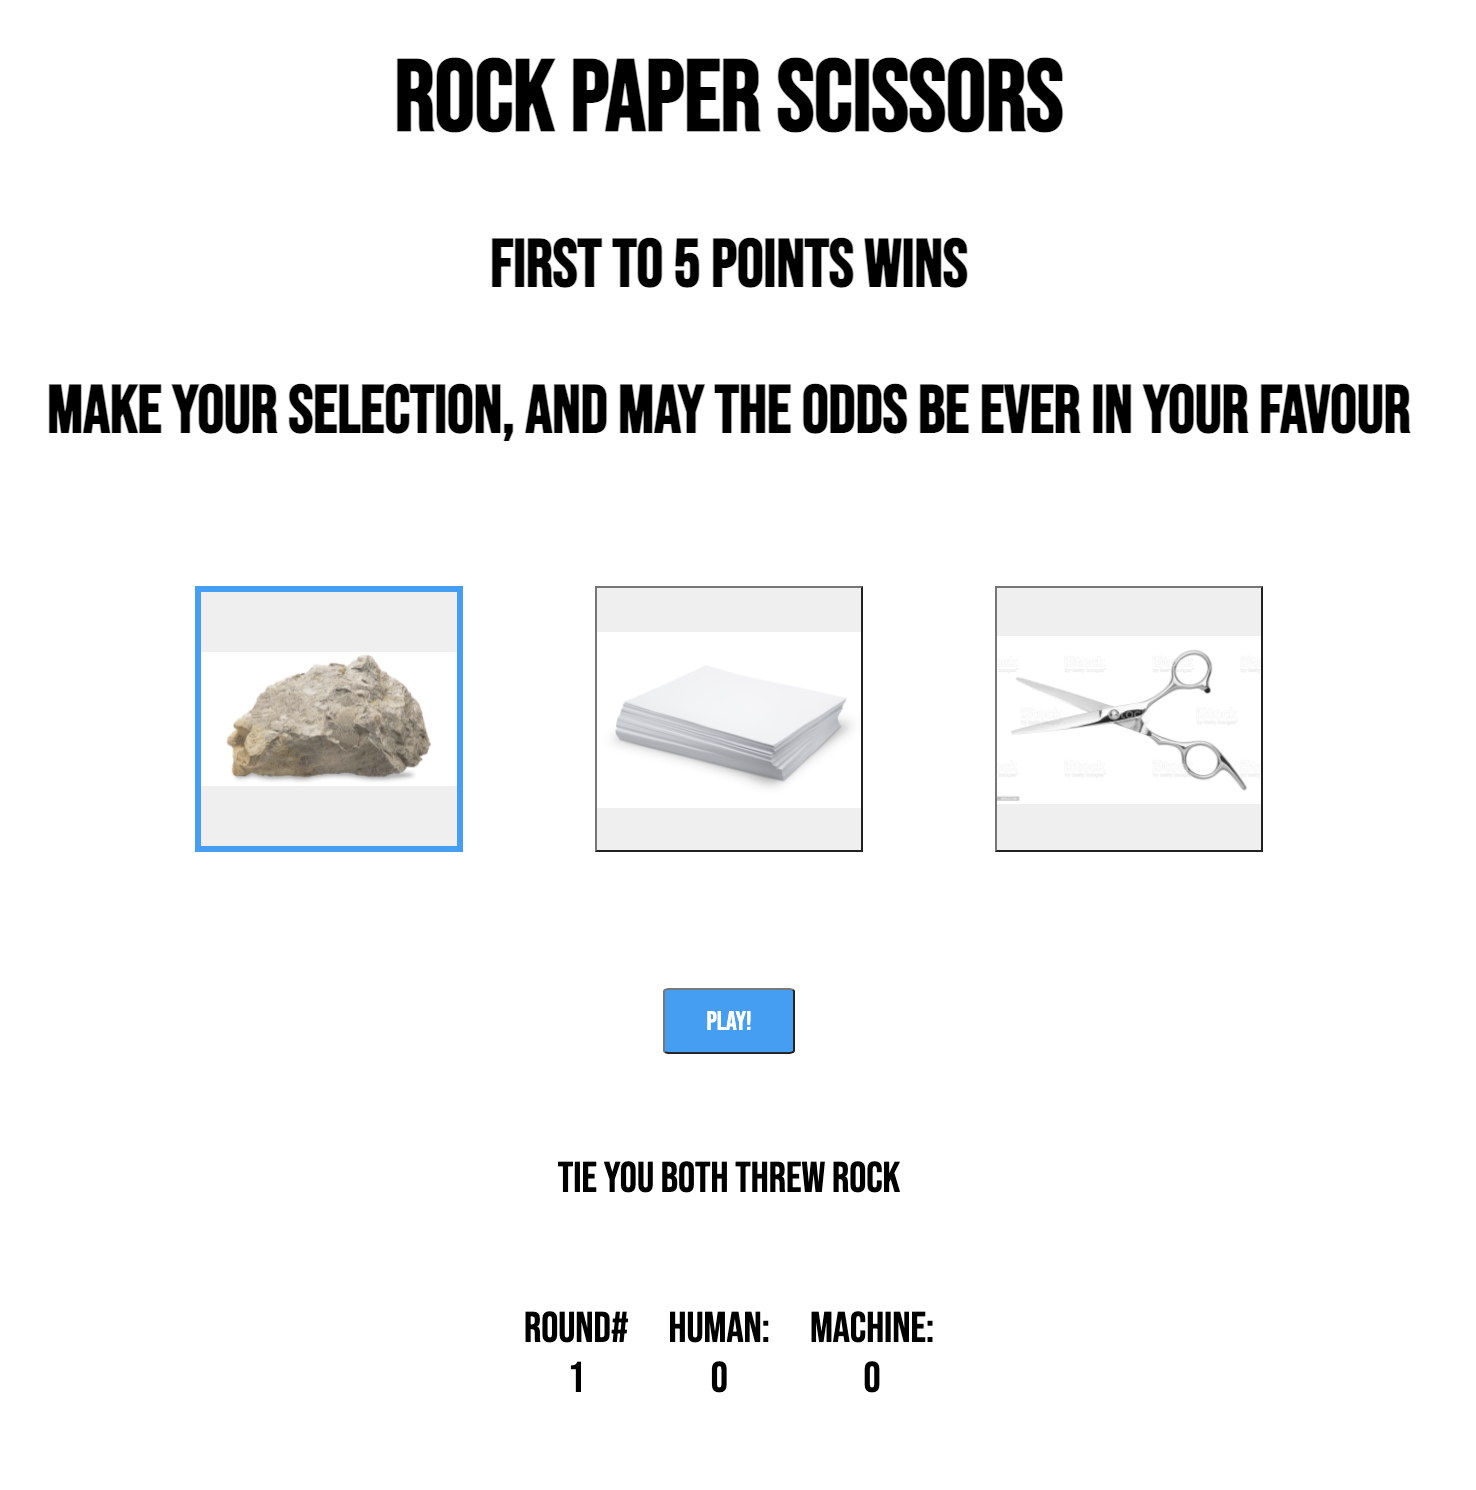 ROCK PAPER SCISSORS
FIRST TO 5 POINTS WINS
MAKE YOUR SELECTION, AND MAY THE ODDS BE EVER IN YOUR FAVOUR
PLAY!
TIE YOU BOTH THREW ROCK
ROUND# HUMAN: MACHINE:
1 0 0